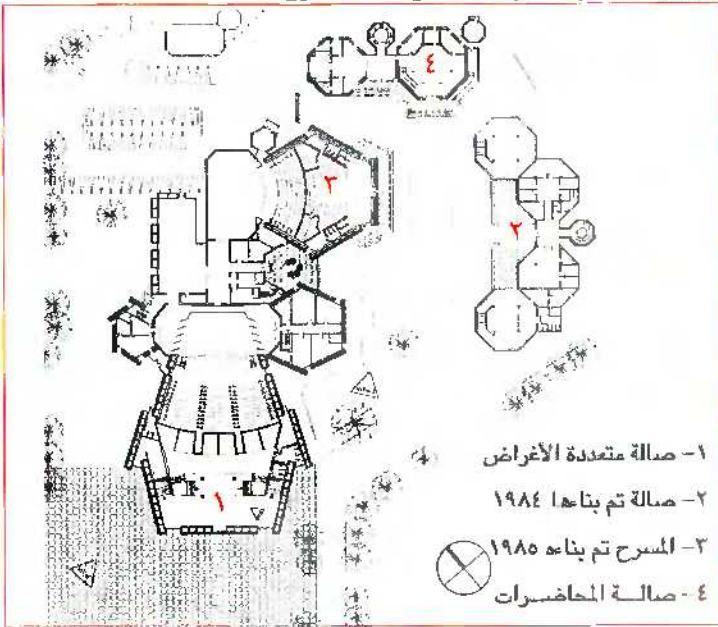 ٤
٣
٢
١
١- صالة متعددة الأغراض
٢- صالة تم بناءها ١٩٨٤
٣- المسرح تم بناءه ١٩٨٥
٤- صالة المحاضرات